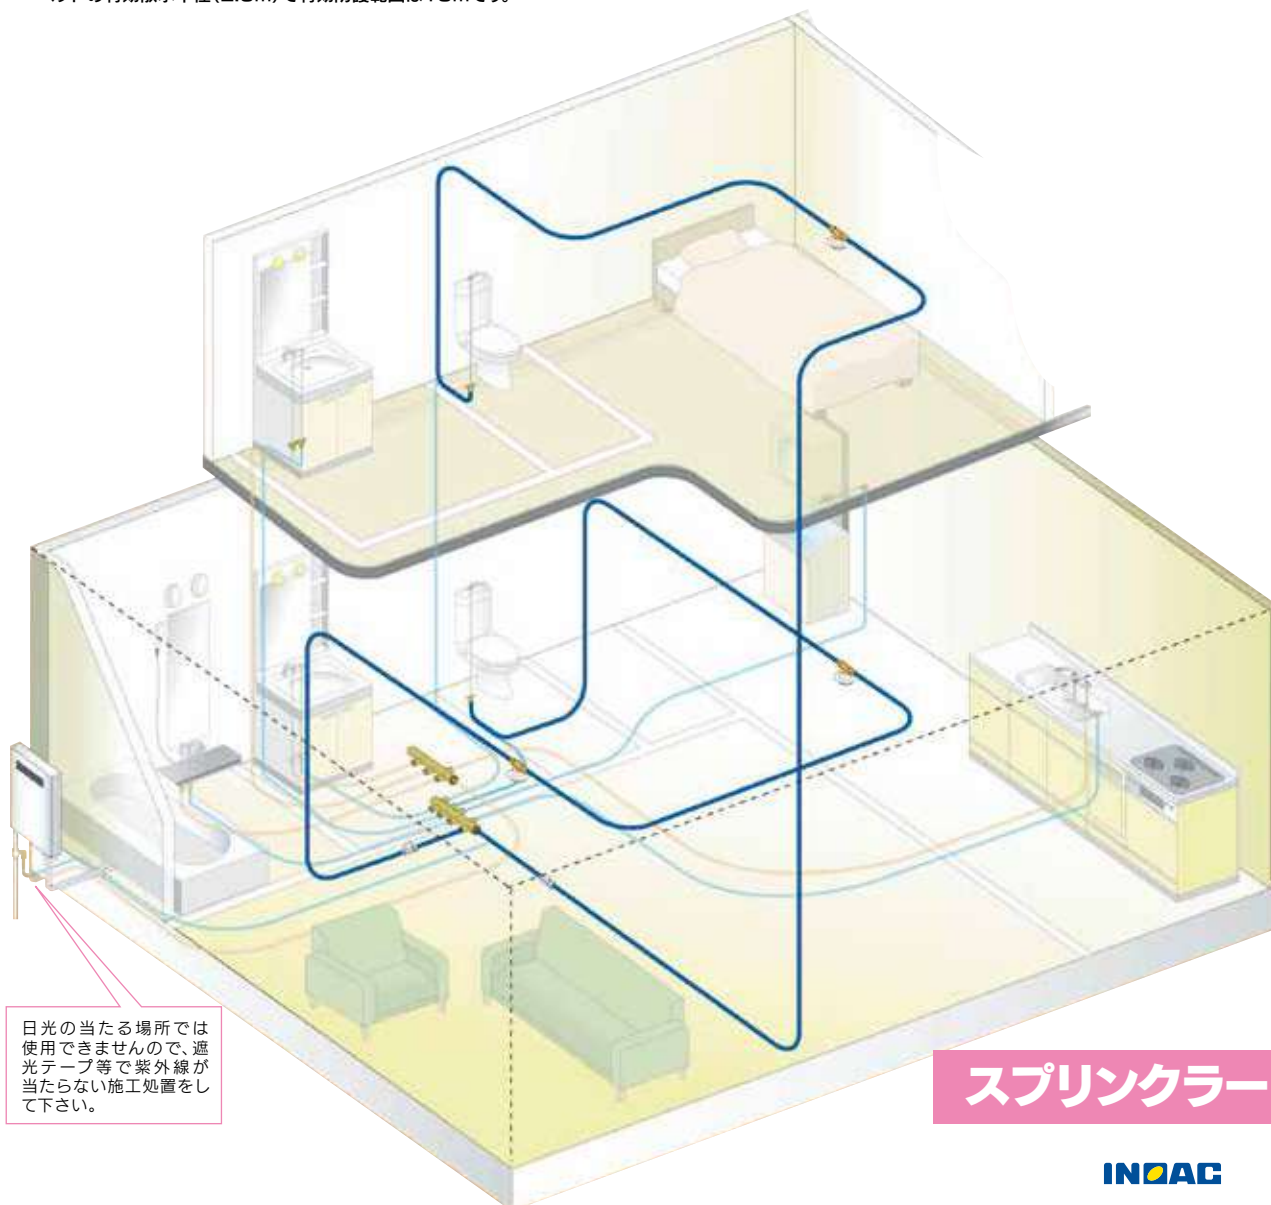 日光の当たる場所では
使用できませんので、遮
光テープ等で紫外線が
当たらない施工処置をし
て下さい。
スプリンクラー
INOAC